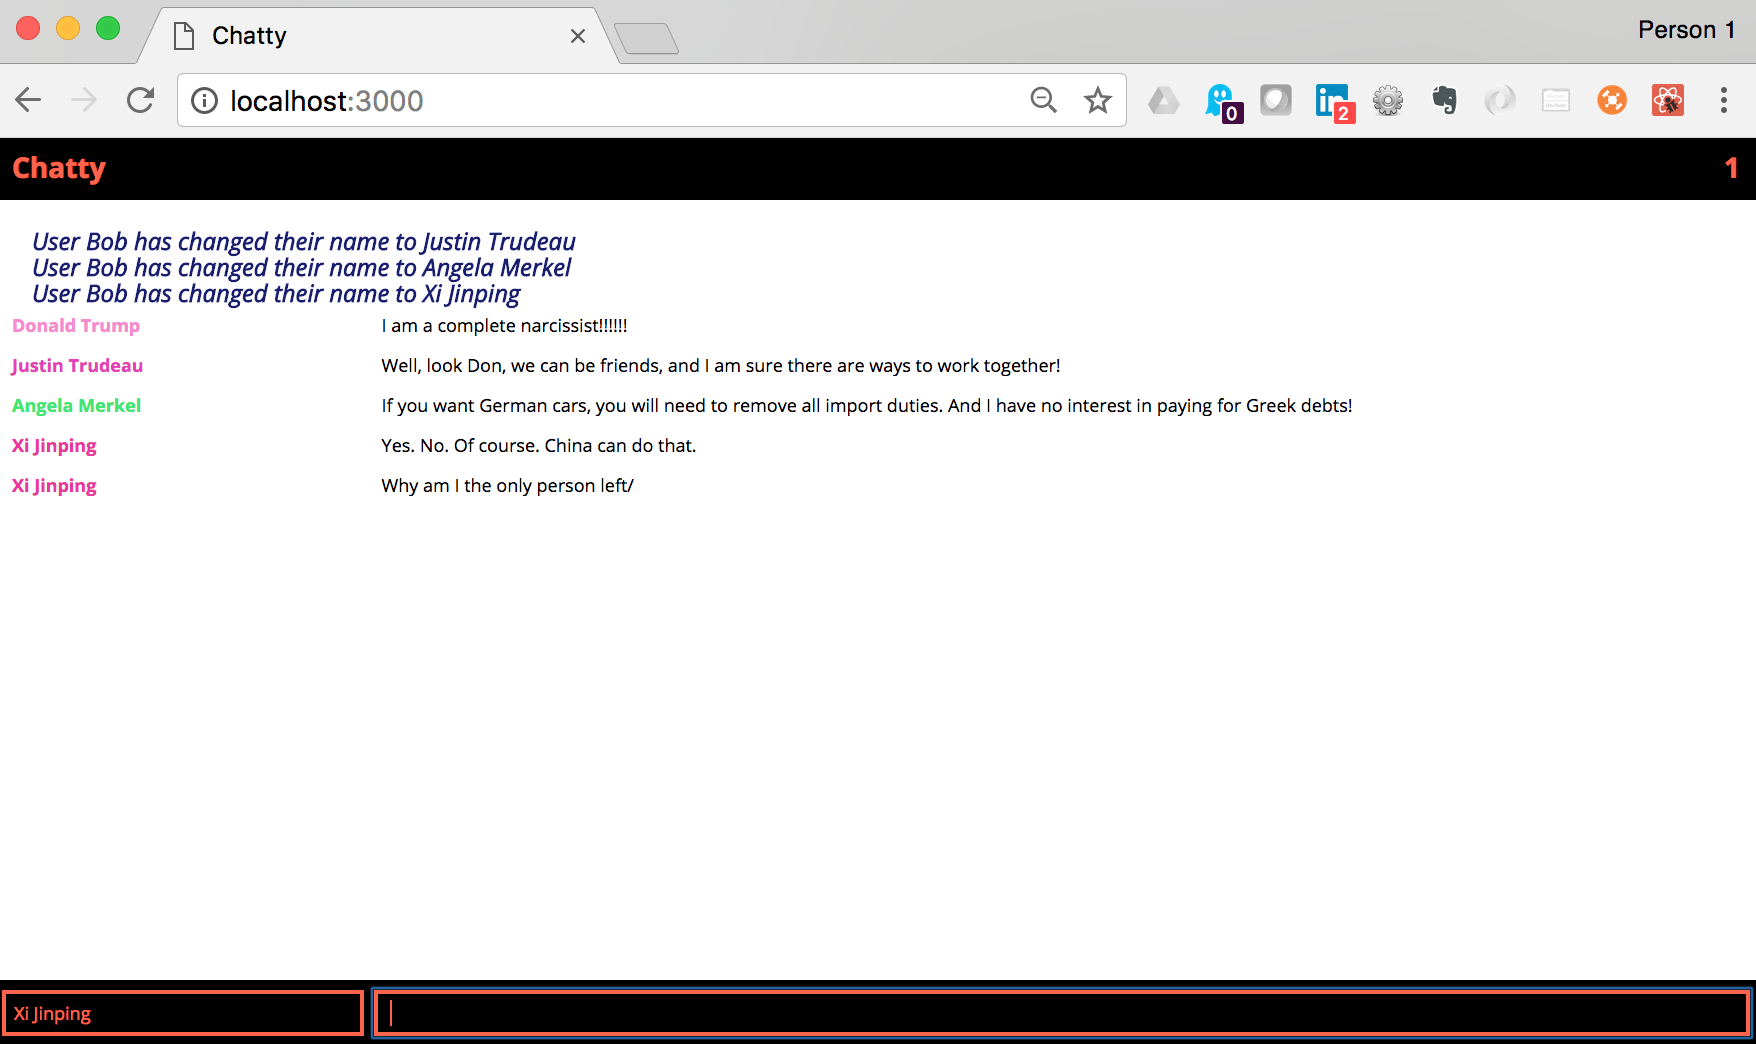 Chatty
Person 1
localhost:3000
0
2
Chatty
1
User Bob has changed their name to Justin Trudeau
User Bob has changed their name to Angela Merkel
User Bob has changed their name to Xi Jinping
Donald Trump I am a complete narcissist!!!!!!
Justin Trudeau Well, look Don, we can be friends, and I am sure there are ways to work together!
Angela Merkel If you want German cars, you will need to remove all import duties. And I have no interest in paying for Greek debts!
Xi Jinping Yes. No. Of course. China can do that.
Xi Jinping Why am I the only person left/
Xi Jinping